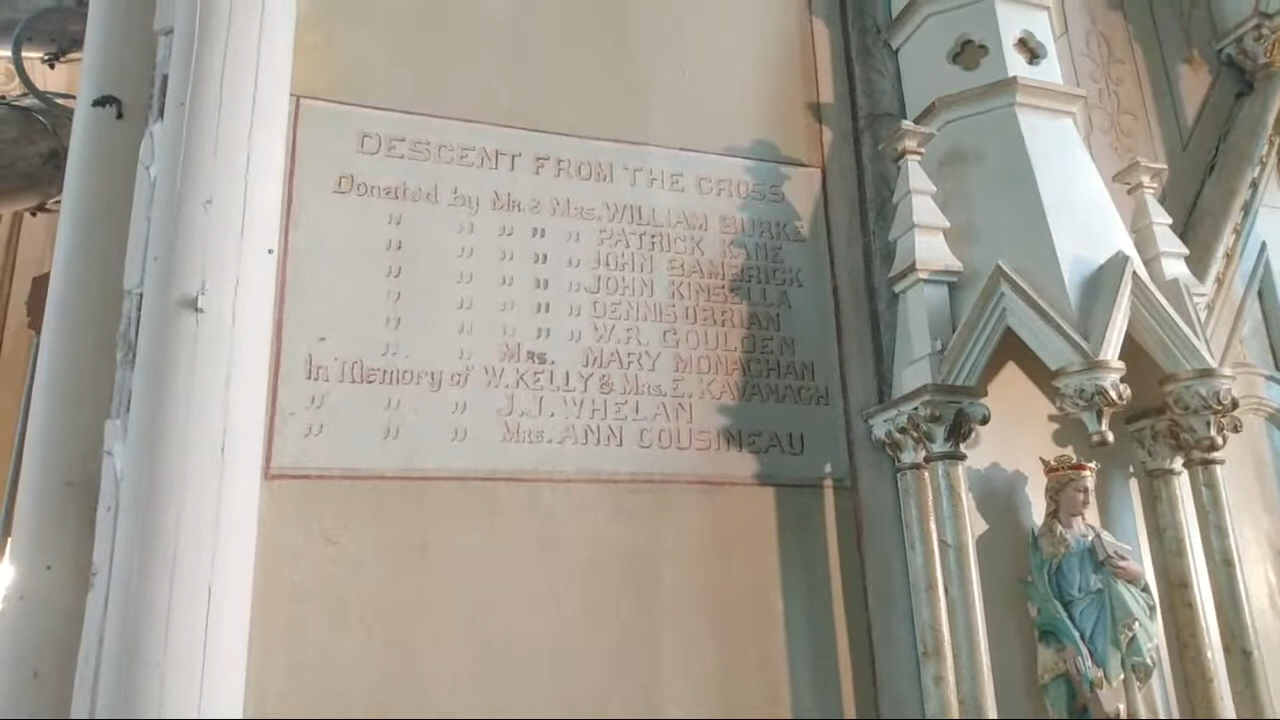 DESCENT FROM THE CROSS
Donated by Mr. & Mrs. WILLIAM BURKE
" " " " " PATRICK KANE
" " " " " JOHN BAMBRICK
" " " " " JOHN KINSELLA
" " " " " DENNIS O'BRIAN
" " " " " W.R. GOULDEN
" " Mrs. MARY MONAGHAN
In Memory of W. KELLY & Mrs. E. KAVANAGH
" " " J.J. WHELAN
" " " Mrs. ANN COUSINEAU